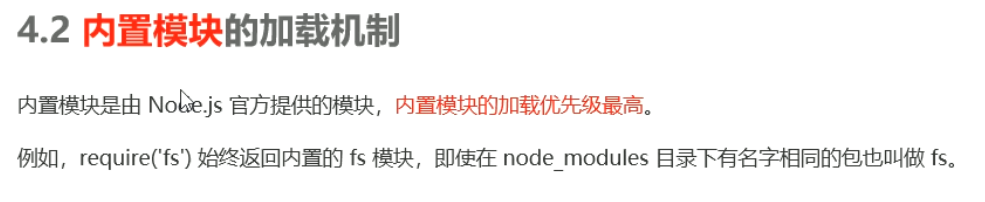 4.2 内置模块的加载机制
内置模块是由 Node.js 官方提供的模块，内置模块的加载优先级最高。
例如，require('fs') 始终返回内置的 fs 模块，即使在 node_modules 目录下有名字相同的包也叫做 fs。